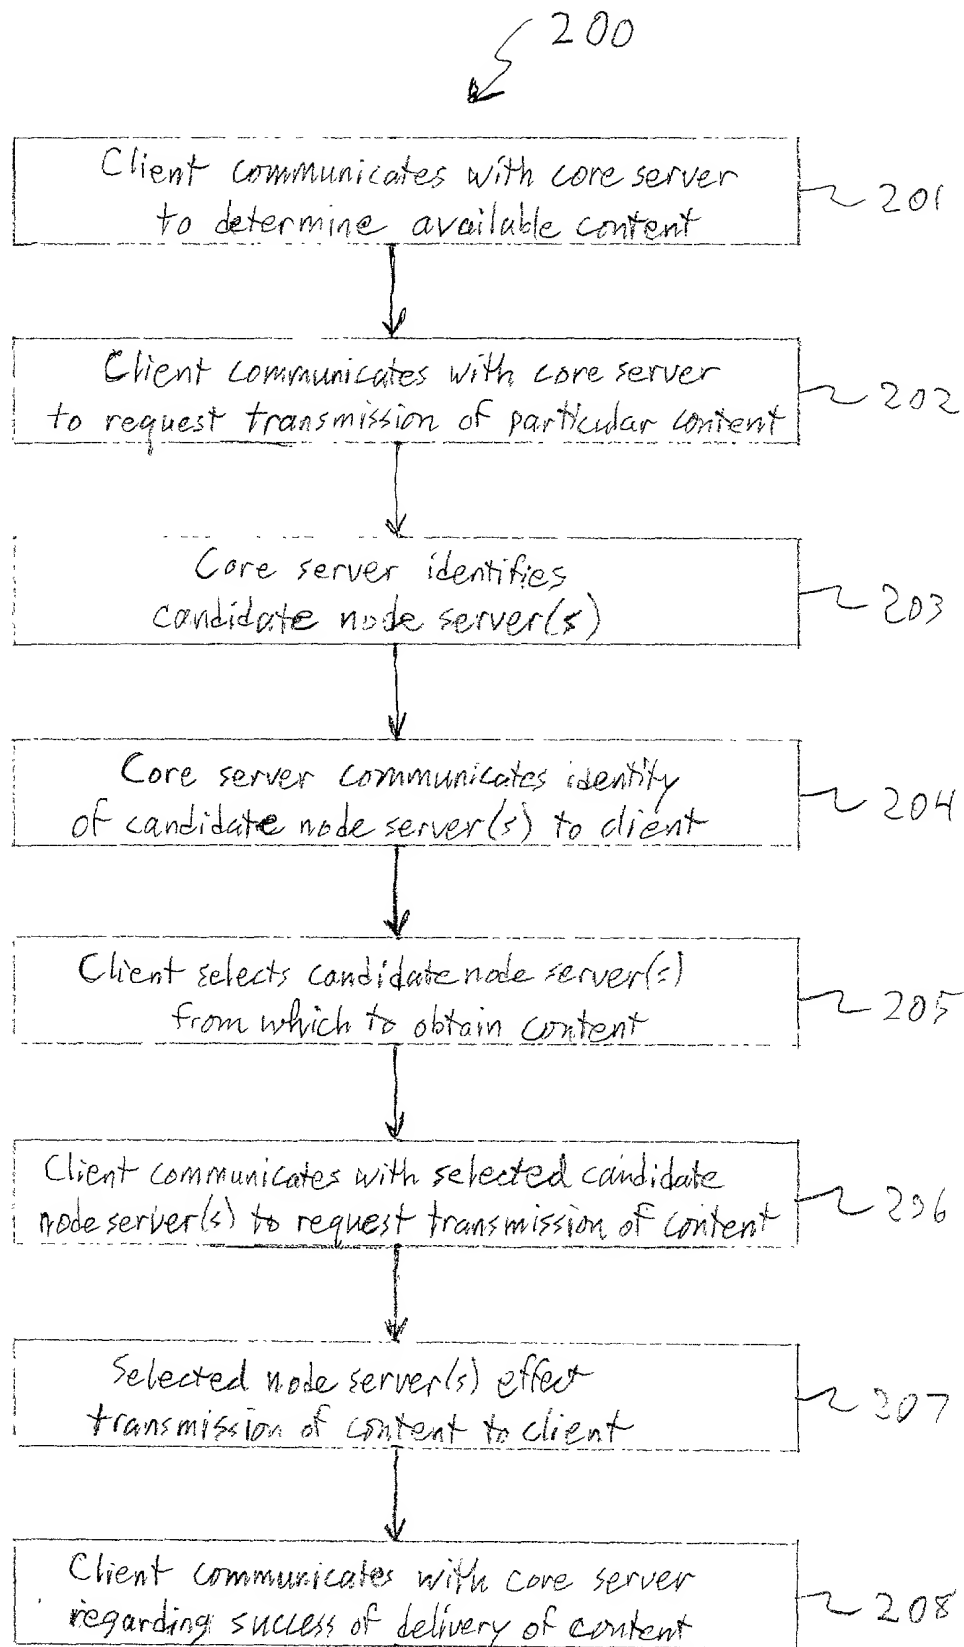 200
Client communicates with core server
to determine available content
201
Client communicates with core server
to request transmission of particular content
202
Core server identifies
candidate node server(s)
203
Core server communicates identity
of candidate node server(s) to client
204
Client selects candidate node server(s)
from which to obtain content
205
Client communicates with selected candidate
node server(s) to request transmission of content
206
Selected node server(s) effect
transmission of content to client
207
Client communicates with core server
regarding success of delivery of content
208